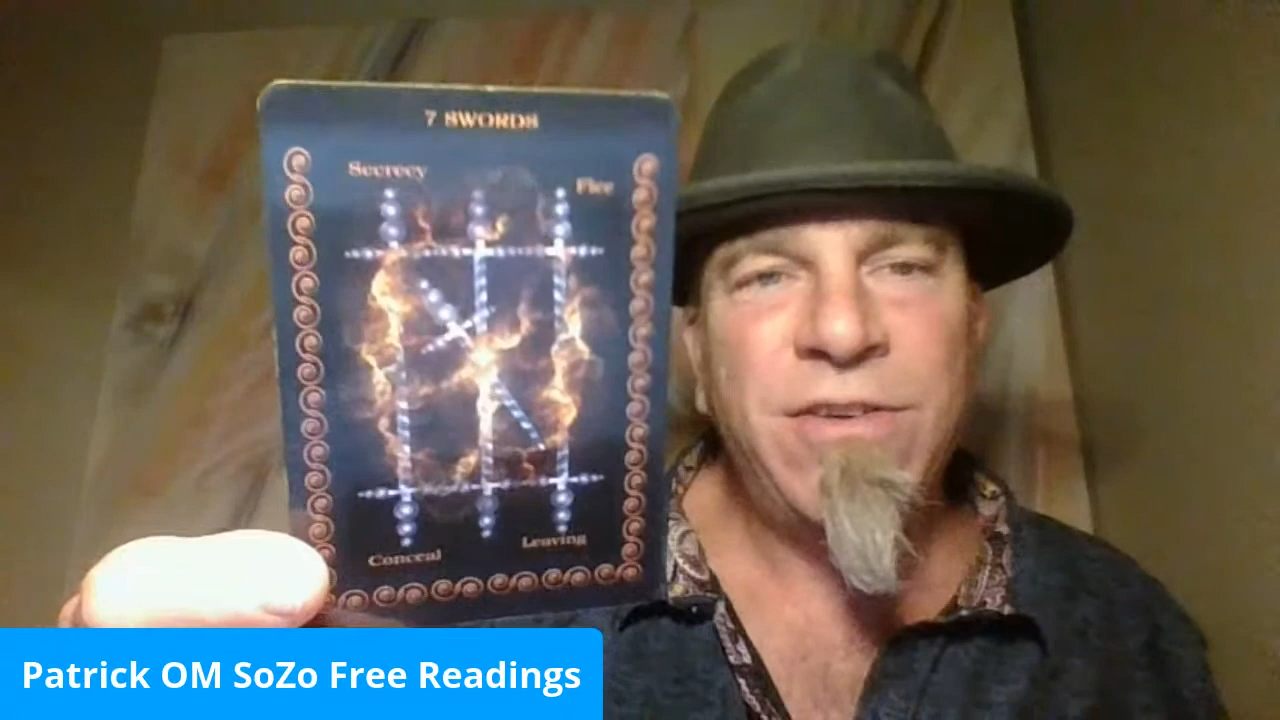 7 SWORDS
Secrecy
Flee
Conceal
Leaving
Patrick OM SoZo Free Readings